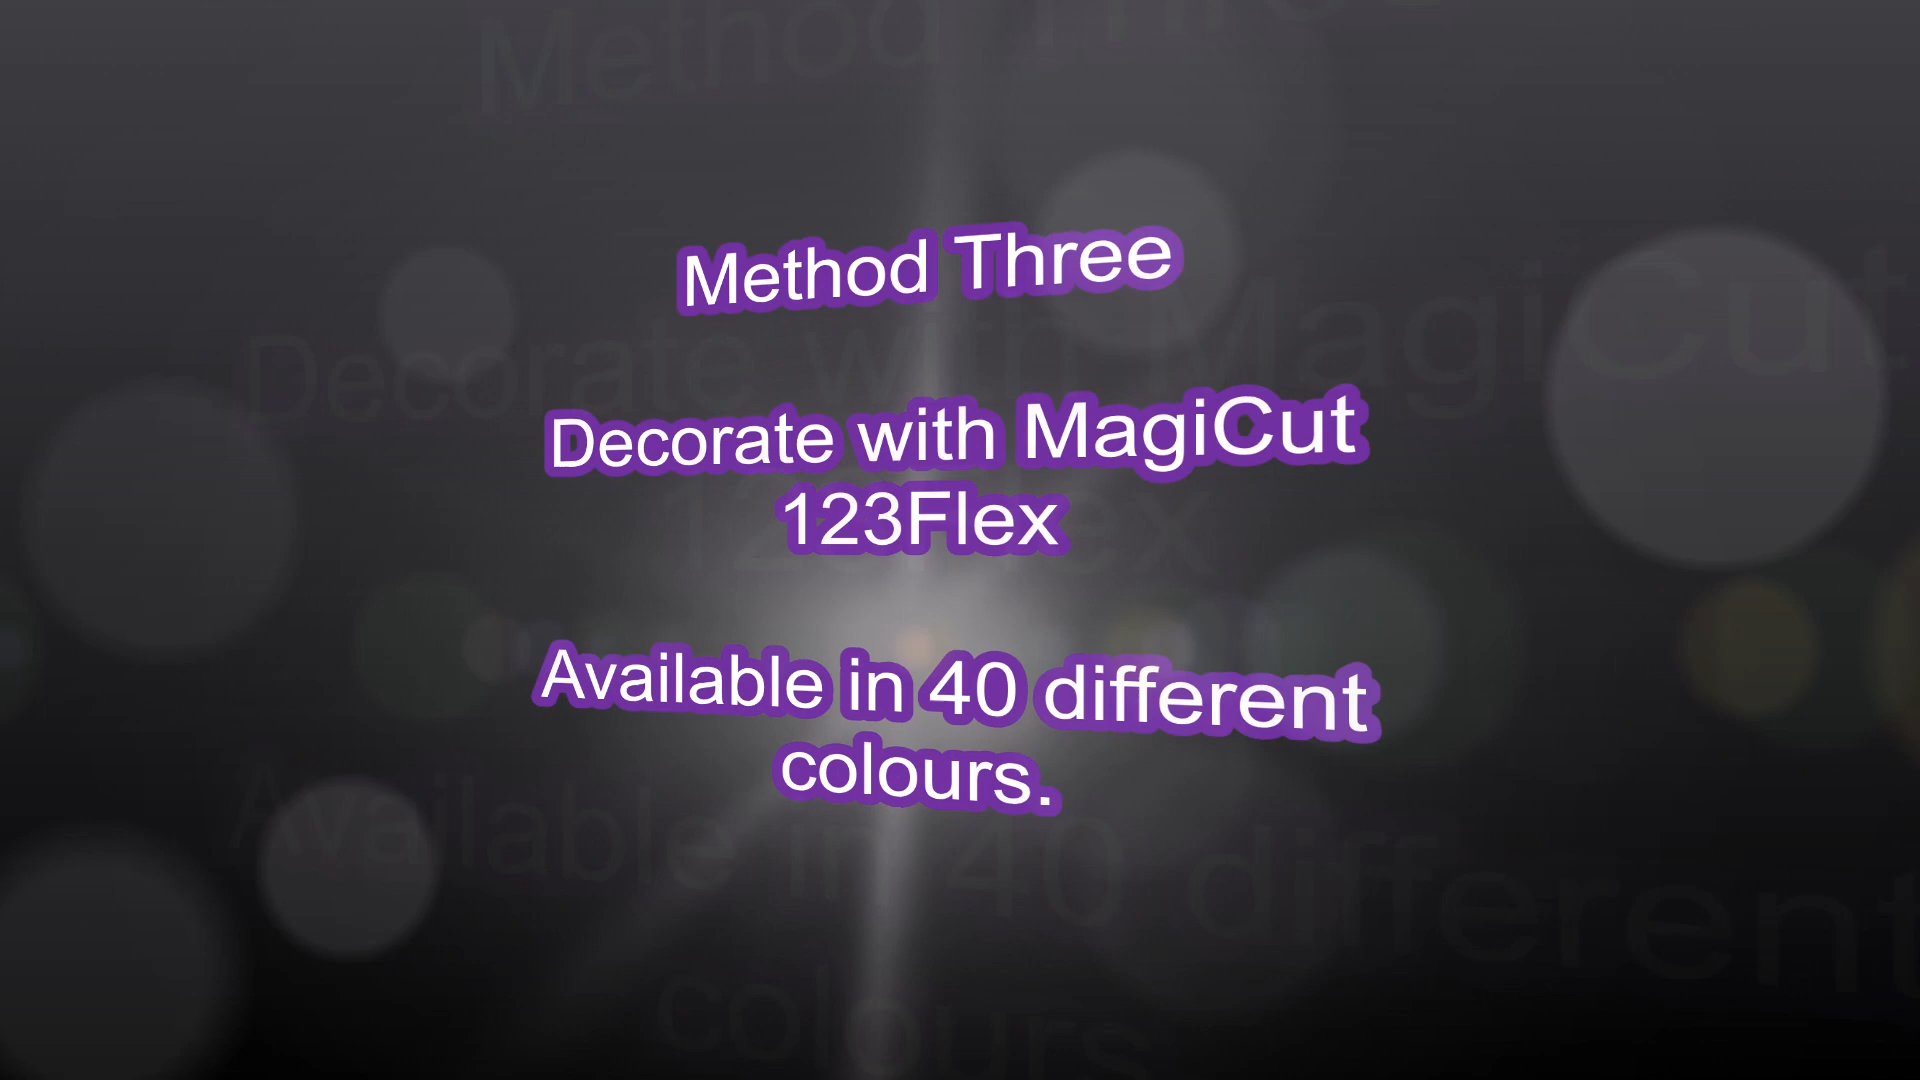 Method Three
Decorate with MagiCut
123Flex
Available in 40 different
colours.